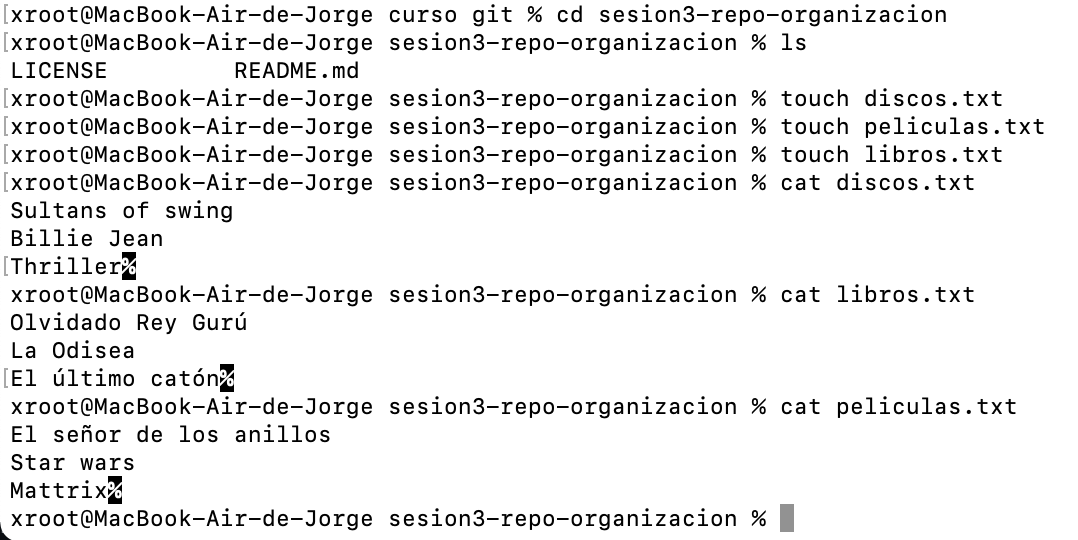 [xroot@MacBook-Air-de-Jorge curso git % cd sesion3-repo-organizacion
[xroot@MacBook-Air-de-Jorge sesion3-repo-organizacion % ls
LICENSE         README.md
[xroot@MacBook-Air-de-Jorge sesion3-repo-organizacion % touch discos.txt
[xroot@MacBook-Air-de-Jorge sesion3-repo-organizacion % touch peliculas.txt
[xroot@MacBook-Air-de-Jorge sesion3-repo-organizacion % touch libros.txt
[xroot@MacBook-Air-de-Jorge sesion3-repo-organizacion % cat discos.txt
Sultans of swing
Billie Jean
[Thriller%
xroot@MacBook-Air-de-Jorge sesion3-repo-organizacion % cat libros.txt
Olvidado Rey Gurú
La Odisea
[El último catón%
xroot@MacBook-Air-de-Jorge sesion3-repo-organizacion % cat peliculas.txt
El señor de los anillos
Star wars
Mattrix%
xroot@MacBook-Air-de-Jorge sesion3-repo-organizacion %